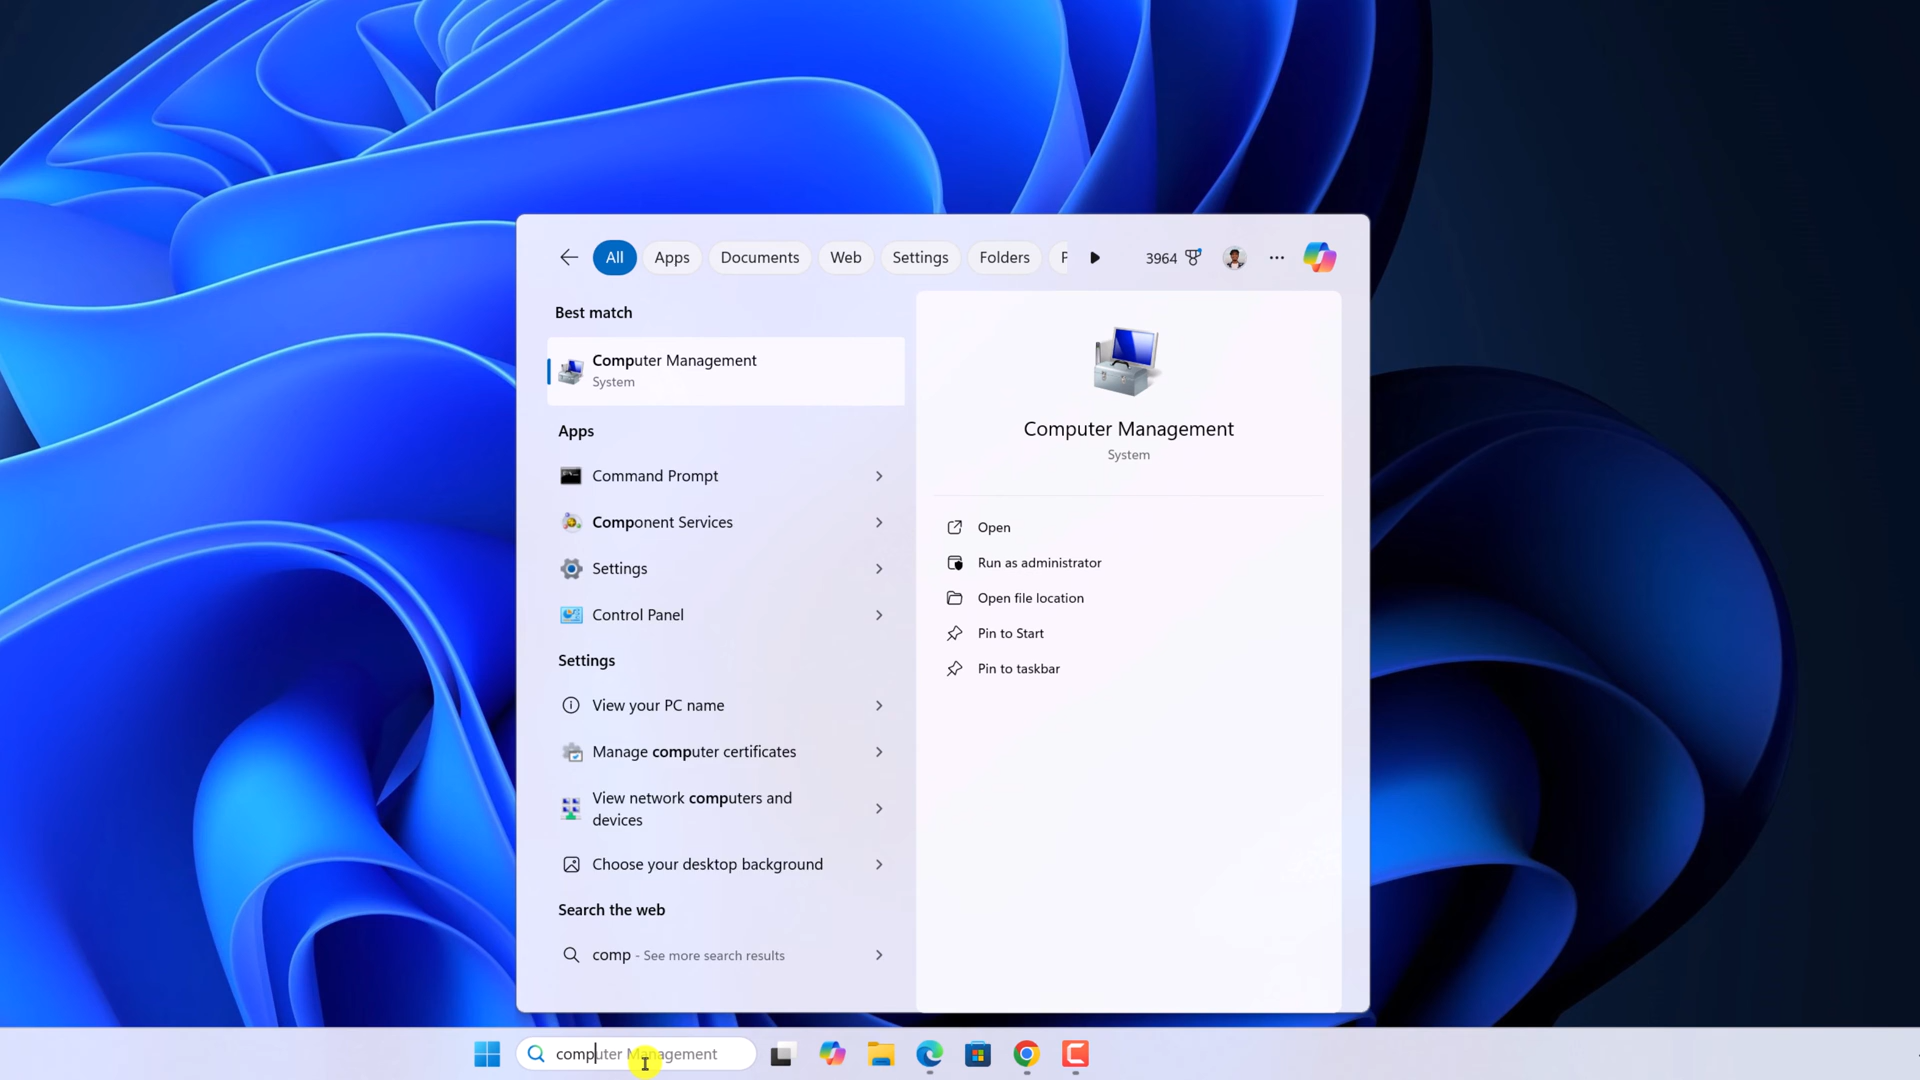 All Apps Documents Web Settings Folders 3964
Best match
Computer Management
System
Apps
Command Prompt
Component Services
Settings
Control Panel
Settings
View your PC name
Manage computer certificates
View network computers and
devices
Choose your desktop background
Search the web
comp - See more search results
Computer Management
System
Open
Run as administrator
Open file location
Pin to Start
Pin to taskbar
computer Management